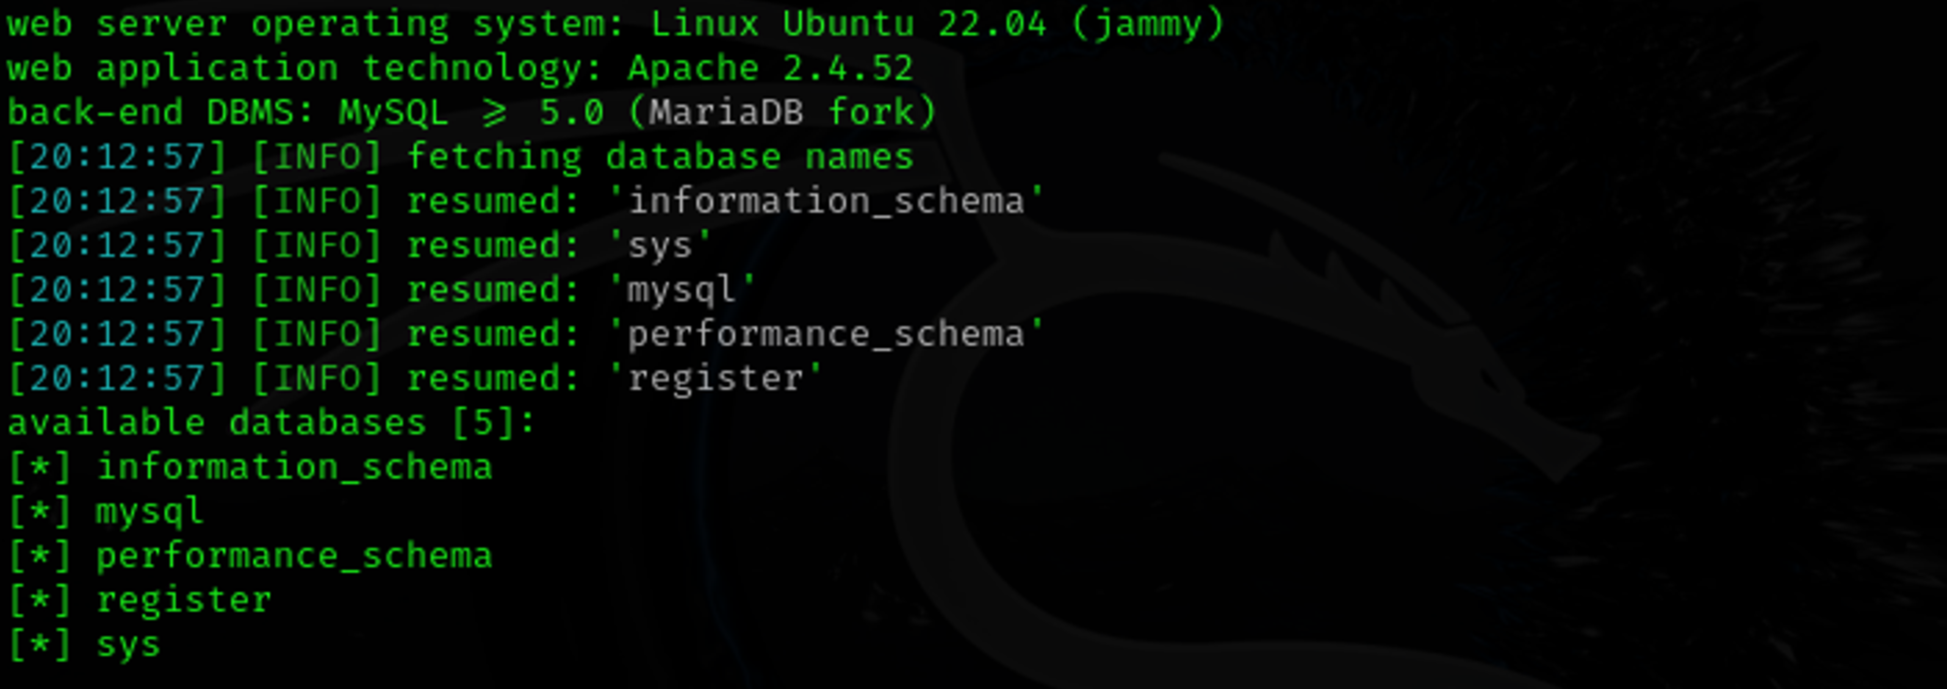 web server operating system: Linux Ubuntu 22.04 (jammy)
web application technology: Apache 2.4.52
back-end DBMS: MySQL ≥ 5.0 (MariaDB fork)
[20:12:57] [INFO] fetching database names
[20:12:57] [INFO] resumed: 'information_schema'
[20:12:57] [INFO] resumed: 'sys'
[20:12:57] [INFO] resumed: 'mysql'
[20:12:57] [INFO] resumed: 'performance_schema'
[20:12:57] [INFO] resumed: 'register'
available databases [5]:
[*] information_schema
[*] mysql
[*] performance_schema
[*] register
[*] sys